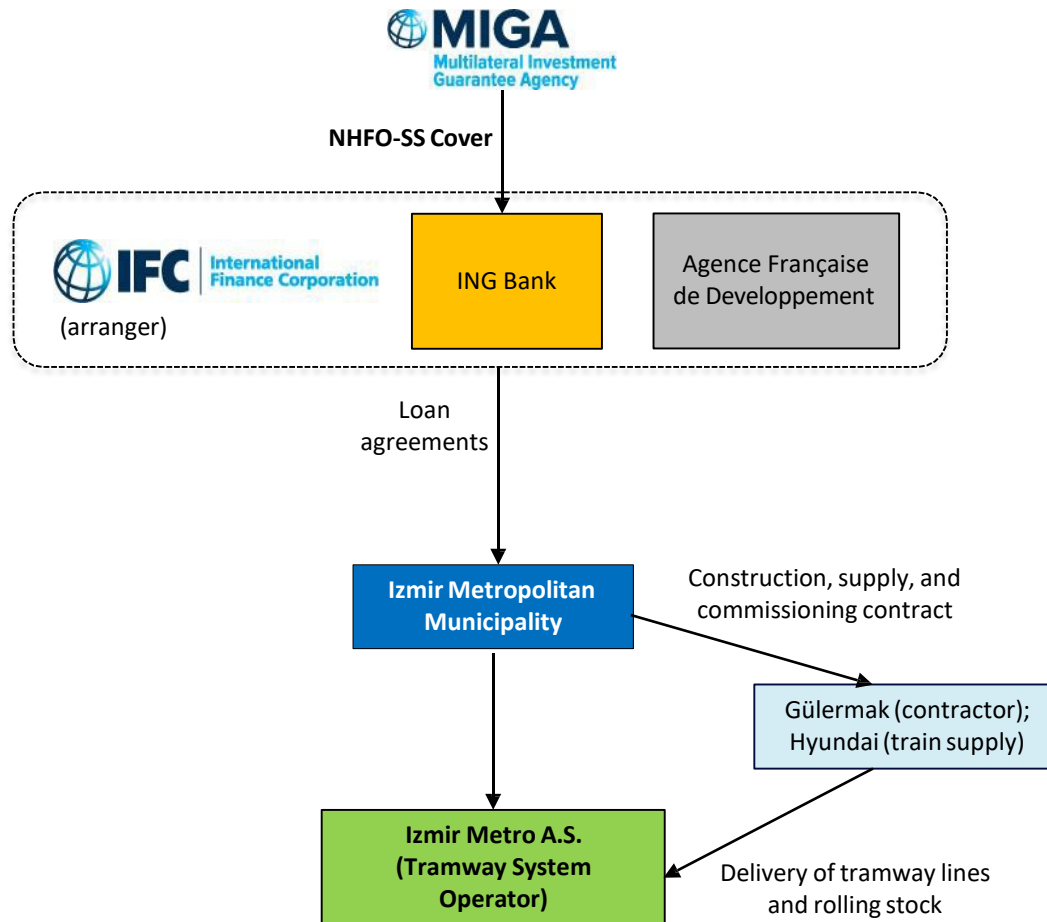 MIGA
Multilateral Investment
Guarantee Agency
NHFO-SS Cover
IFC
International
Finance Corporation
(arranger)
ING Bank
Agence Française
de Developpement
Loan
agreements
Izmir Metropolitan
Municipality
Construction, supply, and
commissioning contract
Gülermak (contractor);
Hyundai (train supply)
Izmir Metro A.S.
(Tramway System
Operator)
Delivery of tramway lines
and rolling stock